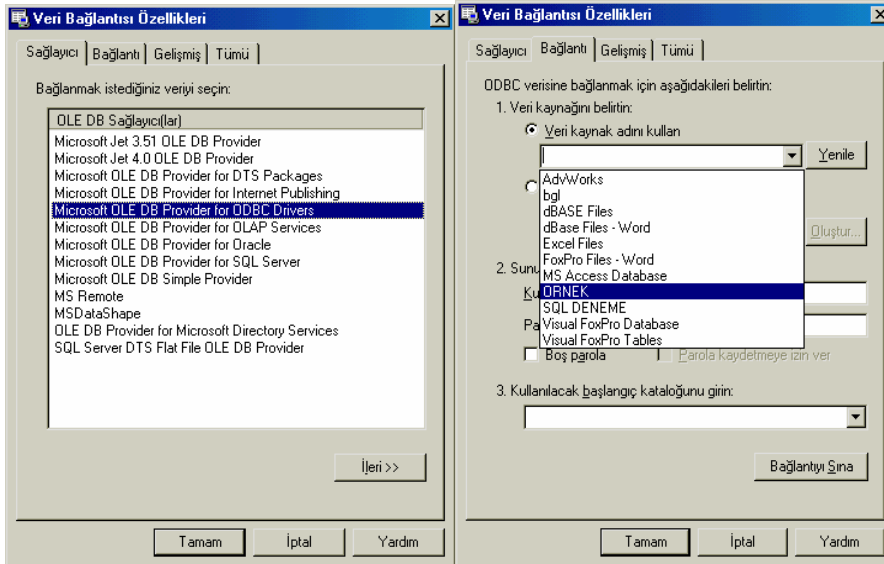 Veri Bağlantısı Özellikleri
Sağlayıcı Bağlantı Gelişmiş Tümü
Bağlanmak istediğiniz veriyi seçin:
OLE DB Sağlayıcı(lar)
Microsoft Jet 3.51 OLE DB Provider
Microsoft Jet 4.0 OLE DB Provider
Microsoft OLE DB Provider for DTS Packages
Microsoft OLE DB Provider for Internet Publishing
Microsoft OLE DB Provider for ODBC Drivers
Microsoft OLE DB Provider for OLAP Services
Microsoft OLE DB Provider for Oracle
Microsoft OLE DB Provider for SQL Server
Microsoft OLE DB Simple Provider
MS Remote
MSDataShape
OLE DB Provider for Microsoft Directory Services
SQL Server DTS Flat File OLE DB Provider
İleri >>
Tamam İptal Yardım
Veri Bağlantısı Özellikleri
Sağlayıcı Bağlantı Gelişmiş Tümü
ODBC verisine bağlanmak için aşağıdakileri belirtin:
1. Veri kaynağını belirtin:
Veri kaynak adını kullan
Yenile
AdvWorks
bgl
dBASE Files
dBase Files - Word
Oluştur...
Excel Files
FoxPro Files - Word
2. Sunu
MS Access Database
Ku
ORNEK
SQL DENEME
Pa
Visual FoxPro Database
Visual FoxPro Tables
Boş parola Parola kaydetmeye izin ver
3. Kullanılacak başlangıç kataloğunu girin:
Bağlantıyı Sına
Tamam İptal Yardım